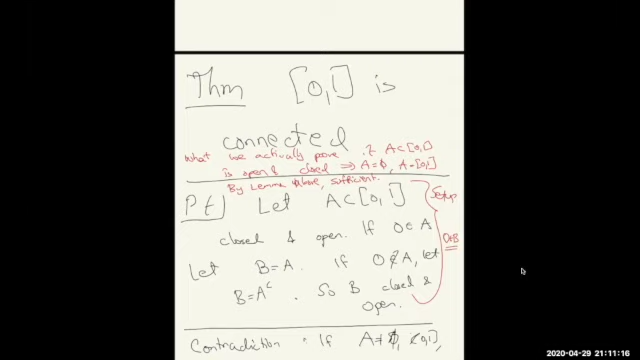 Thm [0,1] is
connected
What we actually prove: if A⊂[0,1]
is open & closed ⇒ A=∅, A=[0,1]
By Lemma above, sufficient.
Pf) Let A⊂[0,1] Setup
closed & open. If 0∈A
0∈B
Let B=A. If 0∉A, let
B=A^c. So B closed &
open.
Contradiction: If A≠∅, [0,1],
2020-04-29 21:11:16